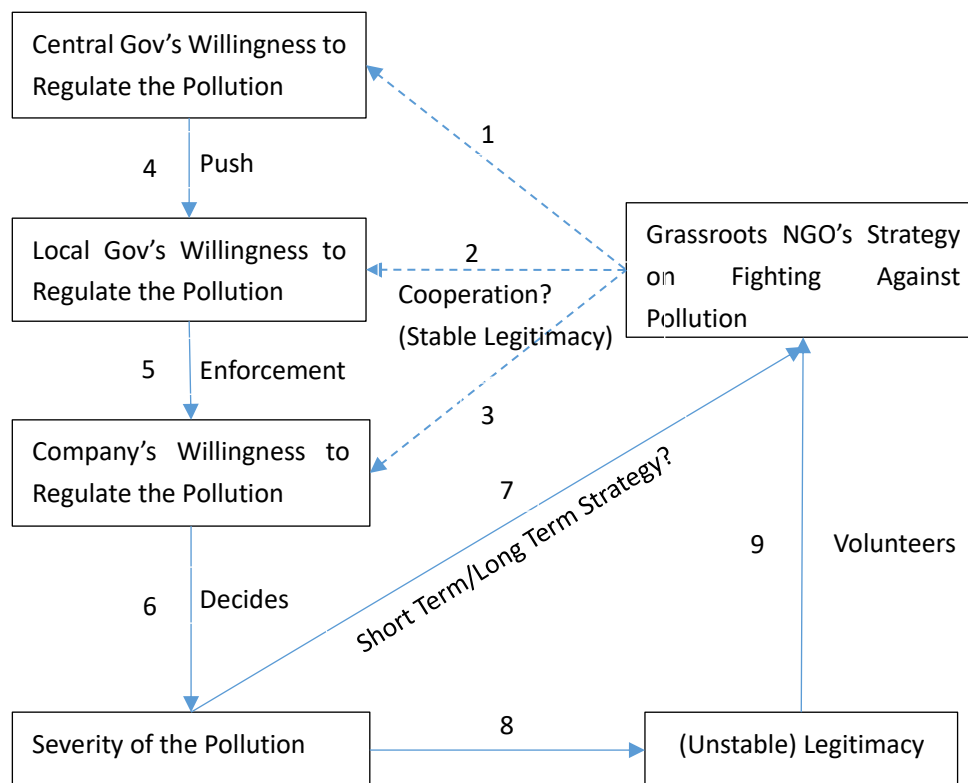 Central Gov’s Willingness to
Regulate the Pollution
1
4
Push
Local Gov’s Willingness to
Regulate the Pollution
2
Cooperation?
(Stable Legitimacy)
Grassroots NGO’s Strategy
on Fighting Against
Pollution
5
Enforcement
3
Company’s Willingness to
Regulate the Pollution
7
Short Term/Long Term Strategy?
9
Volunteers
6
Decides
Severity of the Pollution
8
(Unstable) Legitimacy